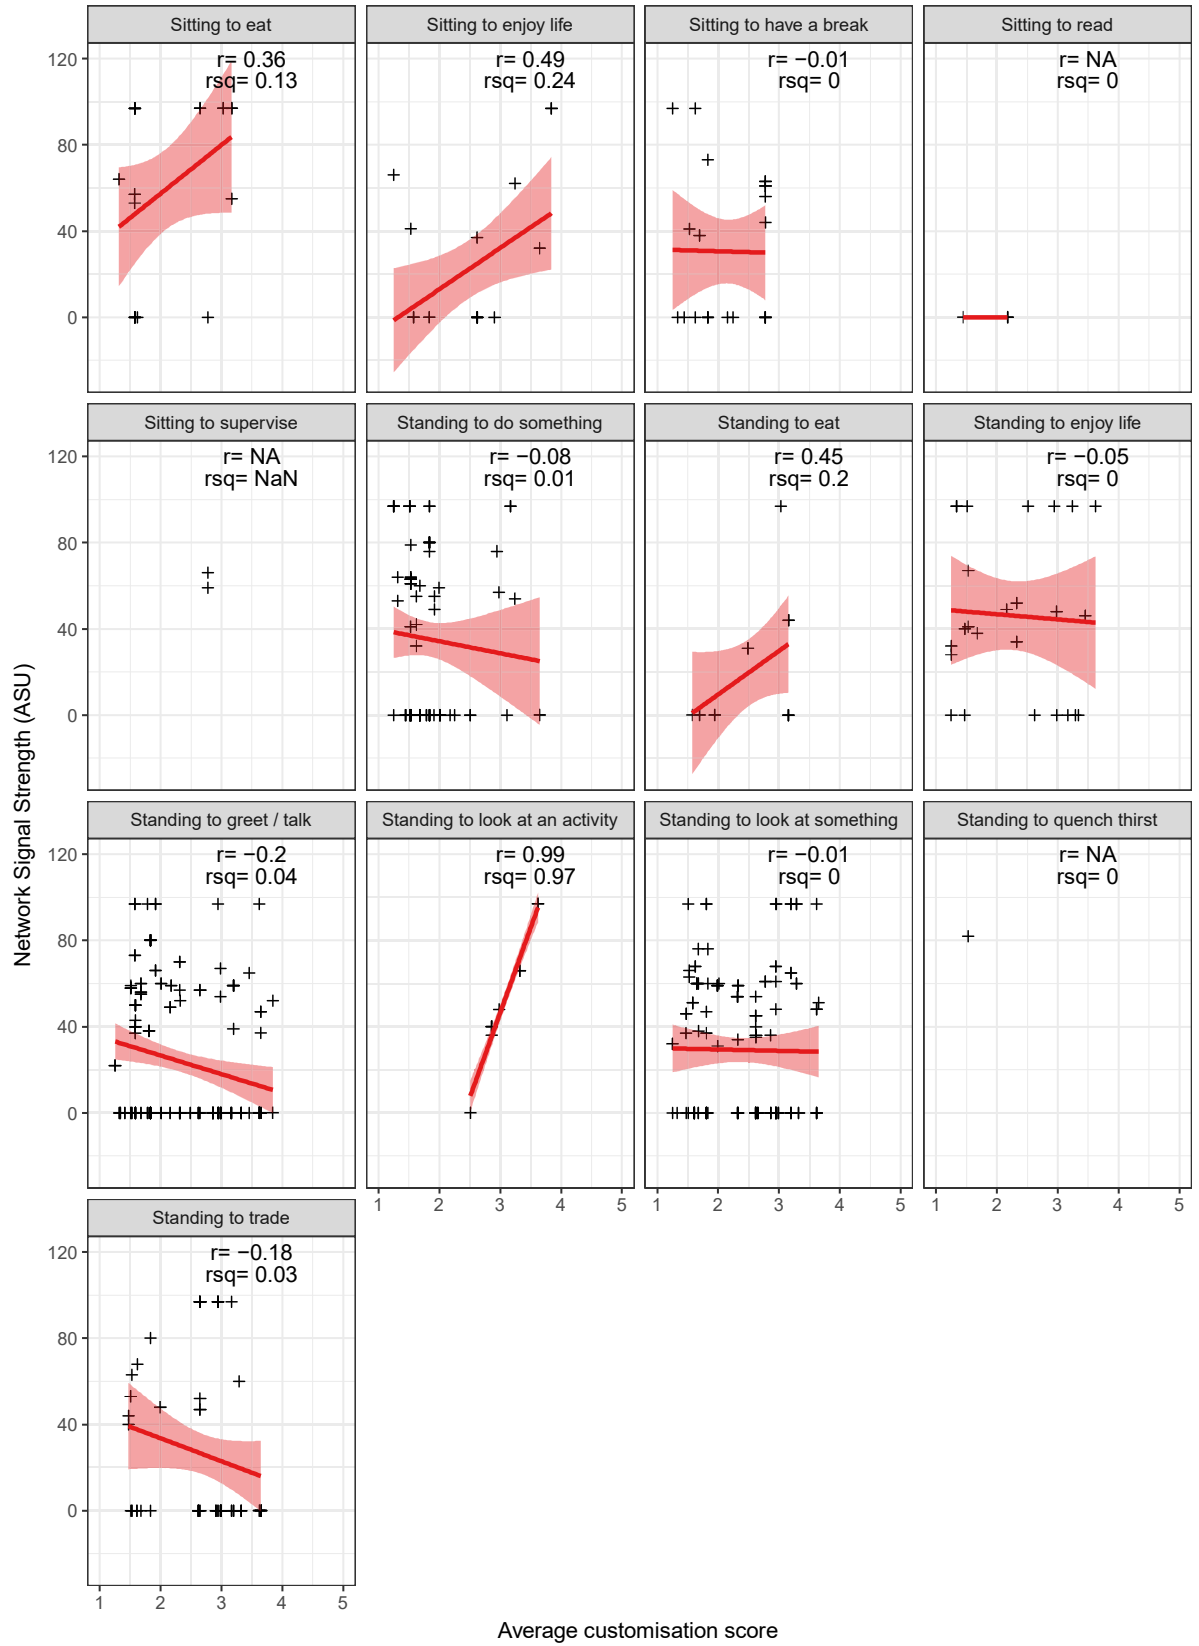 Sitting to eat
Sitting to enjoy life
Sitting to have a break
Sitting to read
r= 0.36
rsq= 0.13
r= 0.49
rsq= 0.24
r= −0.01
rsq= 0
r= NA
rsq= 0
120
80
40
0
Sitting to supervise
Standing to do something
Standing to eat
Standing to enjoy life
r= NA
rsq= NaN
r= −0.08
rsq= 0.01
r= 0.45
rsq= 0.2
r= −0.05
rsq= 0
120
80
40
0
Network Signal Strength (ASU)
Standing to greet / talk
Standing to look at an activity
Standing to look at something
Standing to quench thirst
r= −0.2
rsq= 0.04
r= 0.99
rsq= 0.97
r= −0.01
rsq= 0
r= NA
rsq= 0
120
80
40
0
1 2 3 4 5
1 2 3 4 5
1 2 3 4 5
Standing to trade
r= −0.18
rsq= 0.03
120
80
40
0
1 2 3 4 5
Average customisation score